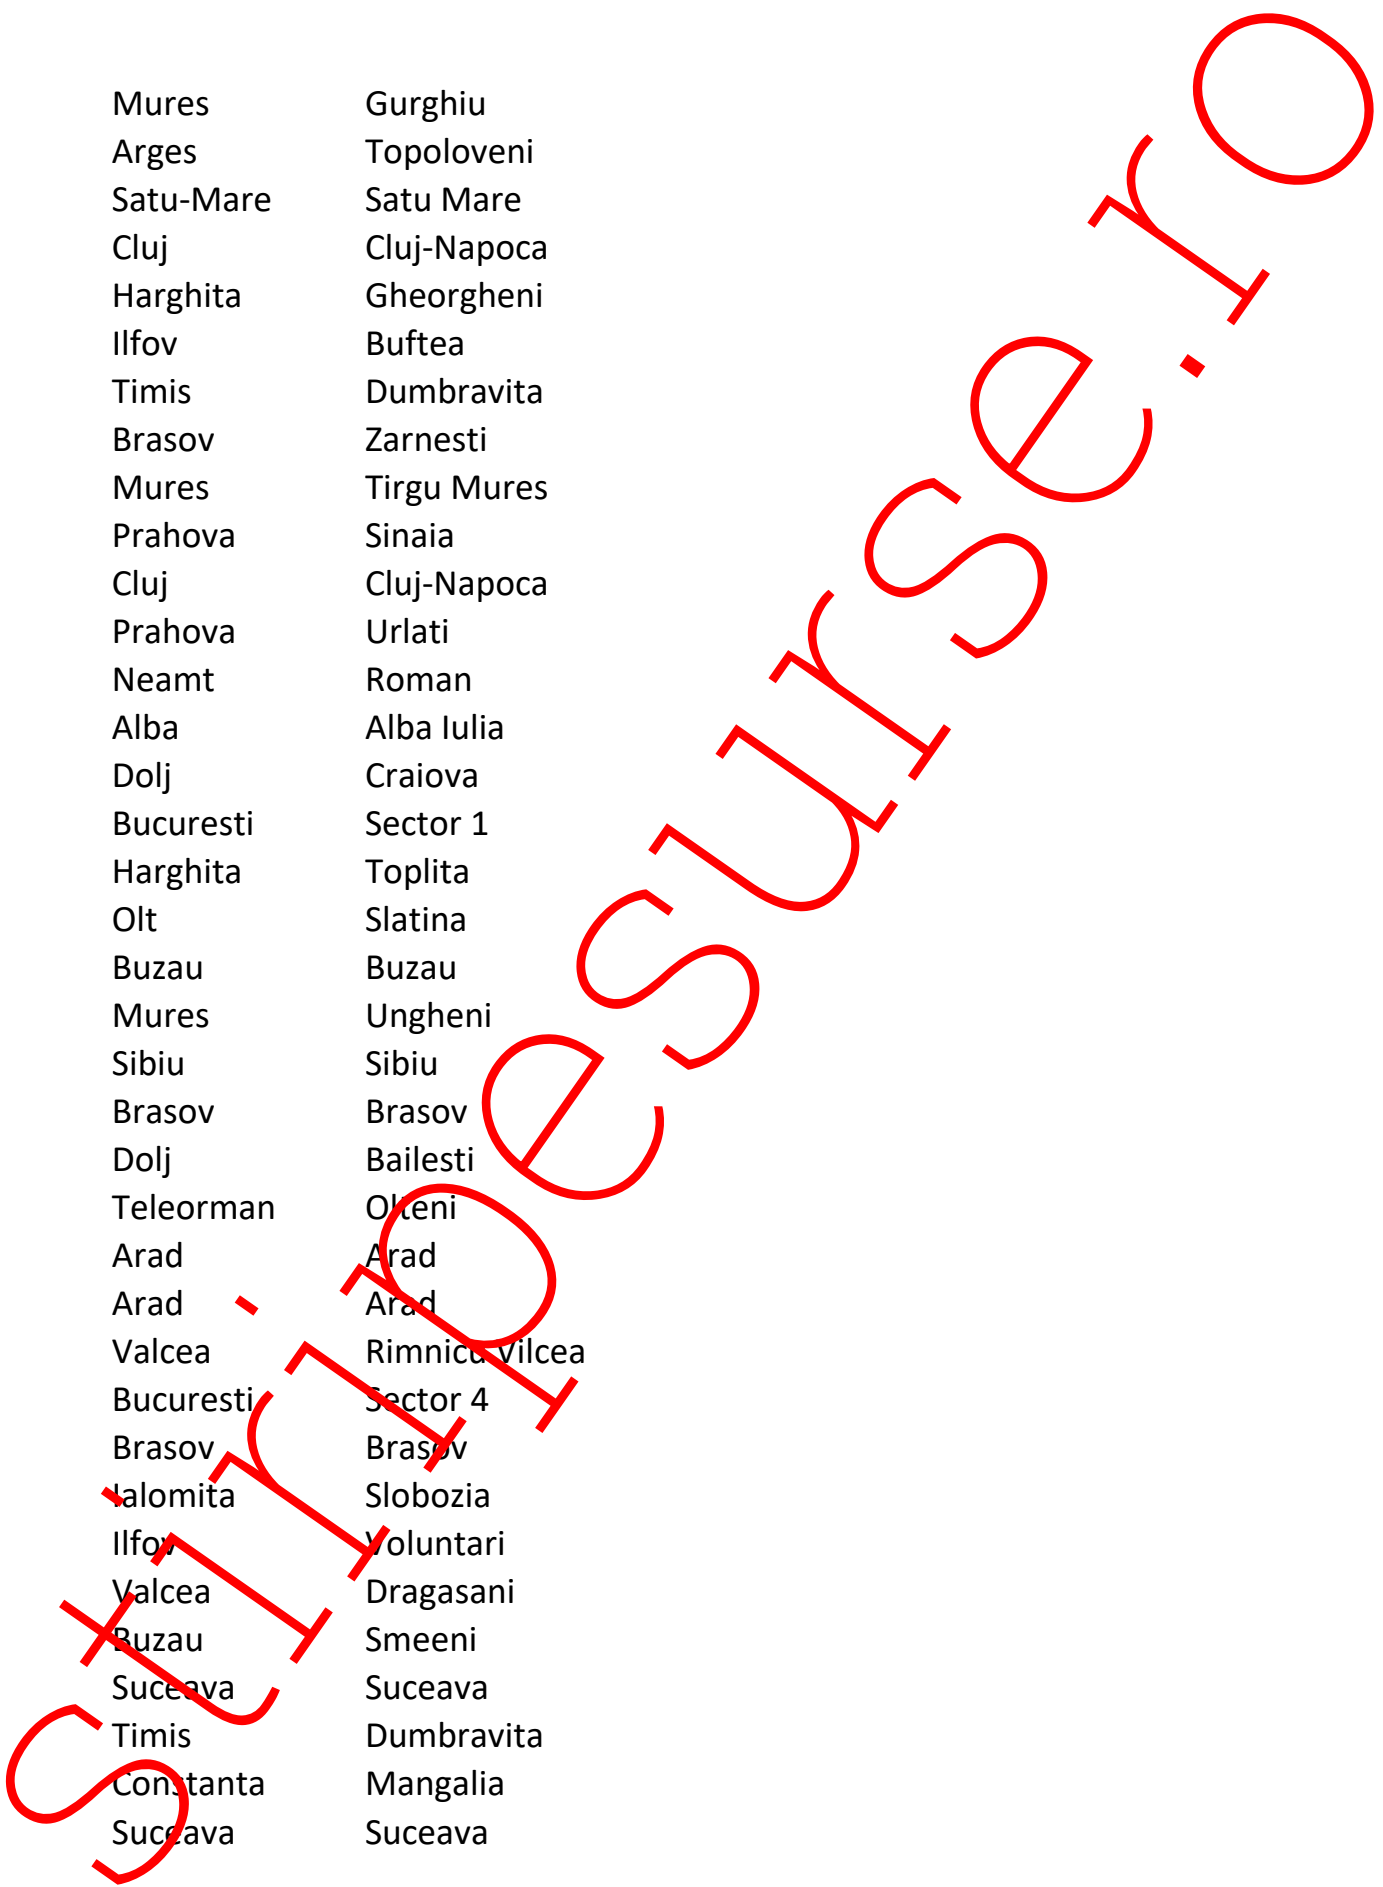 Mures Gurghiu
Arges Topoloveni
Satu-Mare Satu Mare
Cluj Cluj-Napoca
Harghita Gheorgheni
Ilfov Buftea
Timis Dumbravita
Brasov Zarnesti
Mures Tirgu Mures
Prahova Sinaia
Cluj Cluj-Napoca
Prahova Urlati
Neamt Roman
Alba Alba Iulia
Dolj Craiova
Bucuresti Sector 1
Harghita Toplita
Olt Slatina
Buzau Buzau
Mures Ungheni
Sibiu Sibiu
Brasov Brasov
Dolj Bailesti
Teleorman Olteni
Arad Arad
Arad Arad
Valcea Rimnicu Vilcea
Bucuresti Sector 4
Brasov Brasov
Ialomita Slobozia
Ilfov Voluntari
Valcea Dragasani
Buzau Smeeni
Suceava Suceava
Timis Dumbravita
Constanta Mangalia
Suceava Suceava
stiripesurse.ro